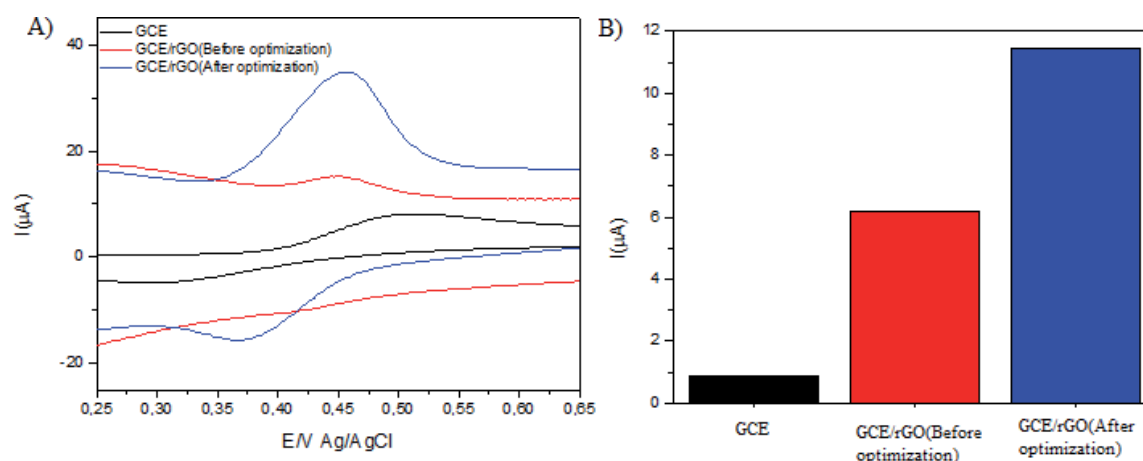 A)
GCE
GCE/rGO(Before optimization)
GCE/rGO(After optimization)
40
20
0
-20
I(µA)
0,25 0,30 0,35 0,40 0,45 0,50 0,55 0,60 0,65
E/V Ag/AgCl
B)
12
10
8
6
4
2
0
I(µA)
GCE
GCE/rGO(Before
optimization)
GCE/rGO(After
optimization)